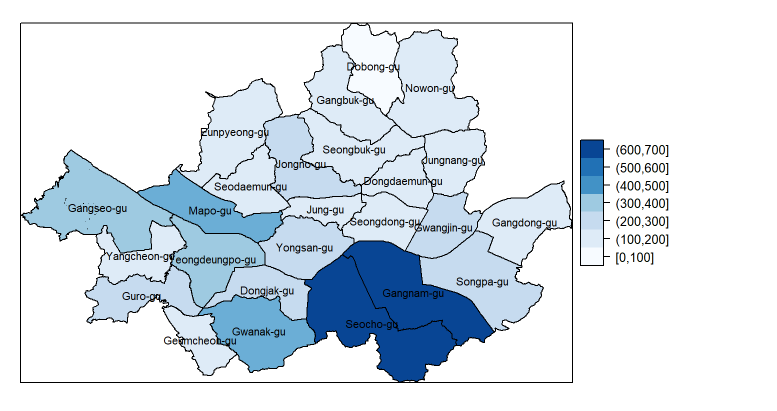 Dobong-gu
Nowon-gu
Gangbuk-gu
Eunpyeong-gu
Seongbuk-gu
Jungnang-gu
Jongno-gu
Dongdaemun-gu
Seodaemun-gu
Gangseo-gu
Mapo-gu
Jung-gu
Seongdong-gu
Gwangjin-gu
Gangdong-gu
Yongsan-gu
Yangcheon-gu
Yeongdeungpo-gu
Songpa-gu
Guro-gu
Dongjak-gu
Gangnam-gu
Seocho-gu
Gwanak-gu
Geumcheon-gu
(600,700]
(500,600]
(400,500]
(300,400]
(200,300]
(100,200]
[0,100]